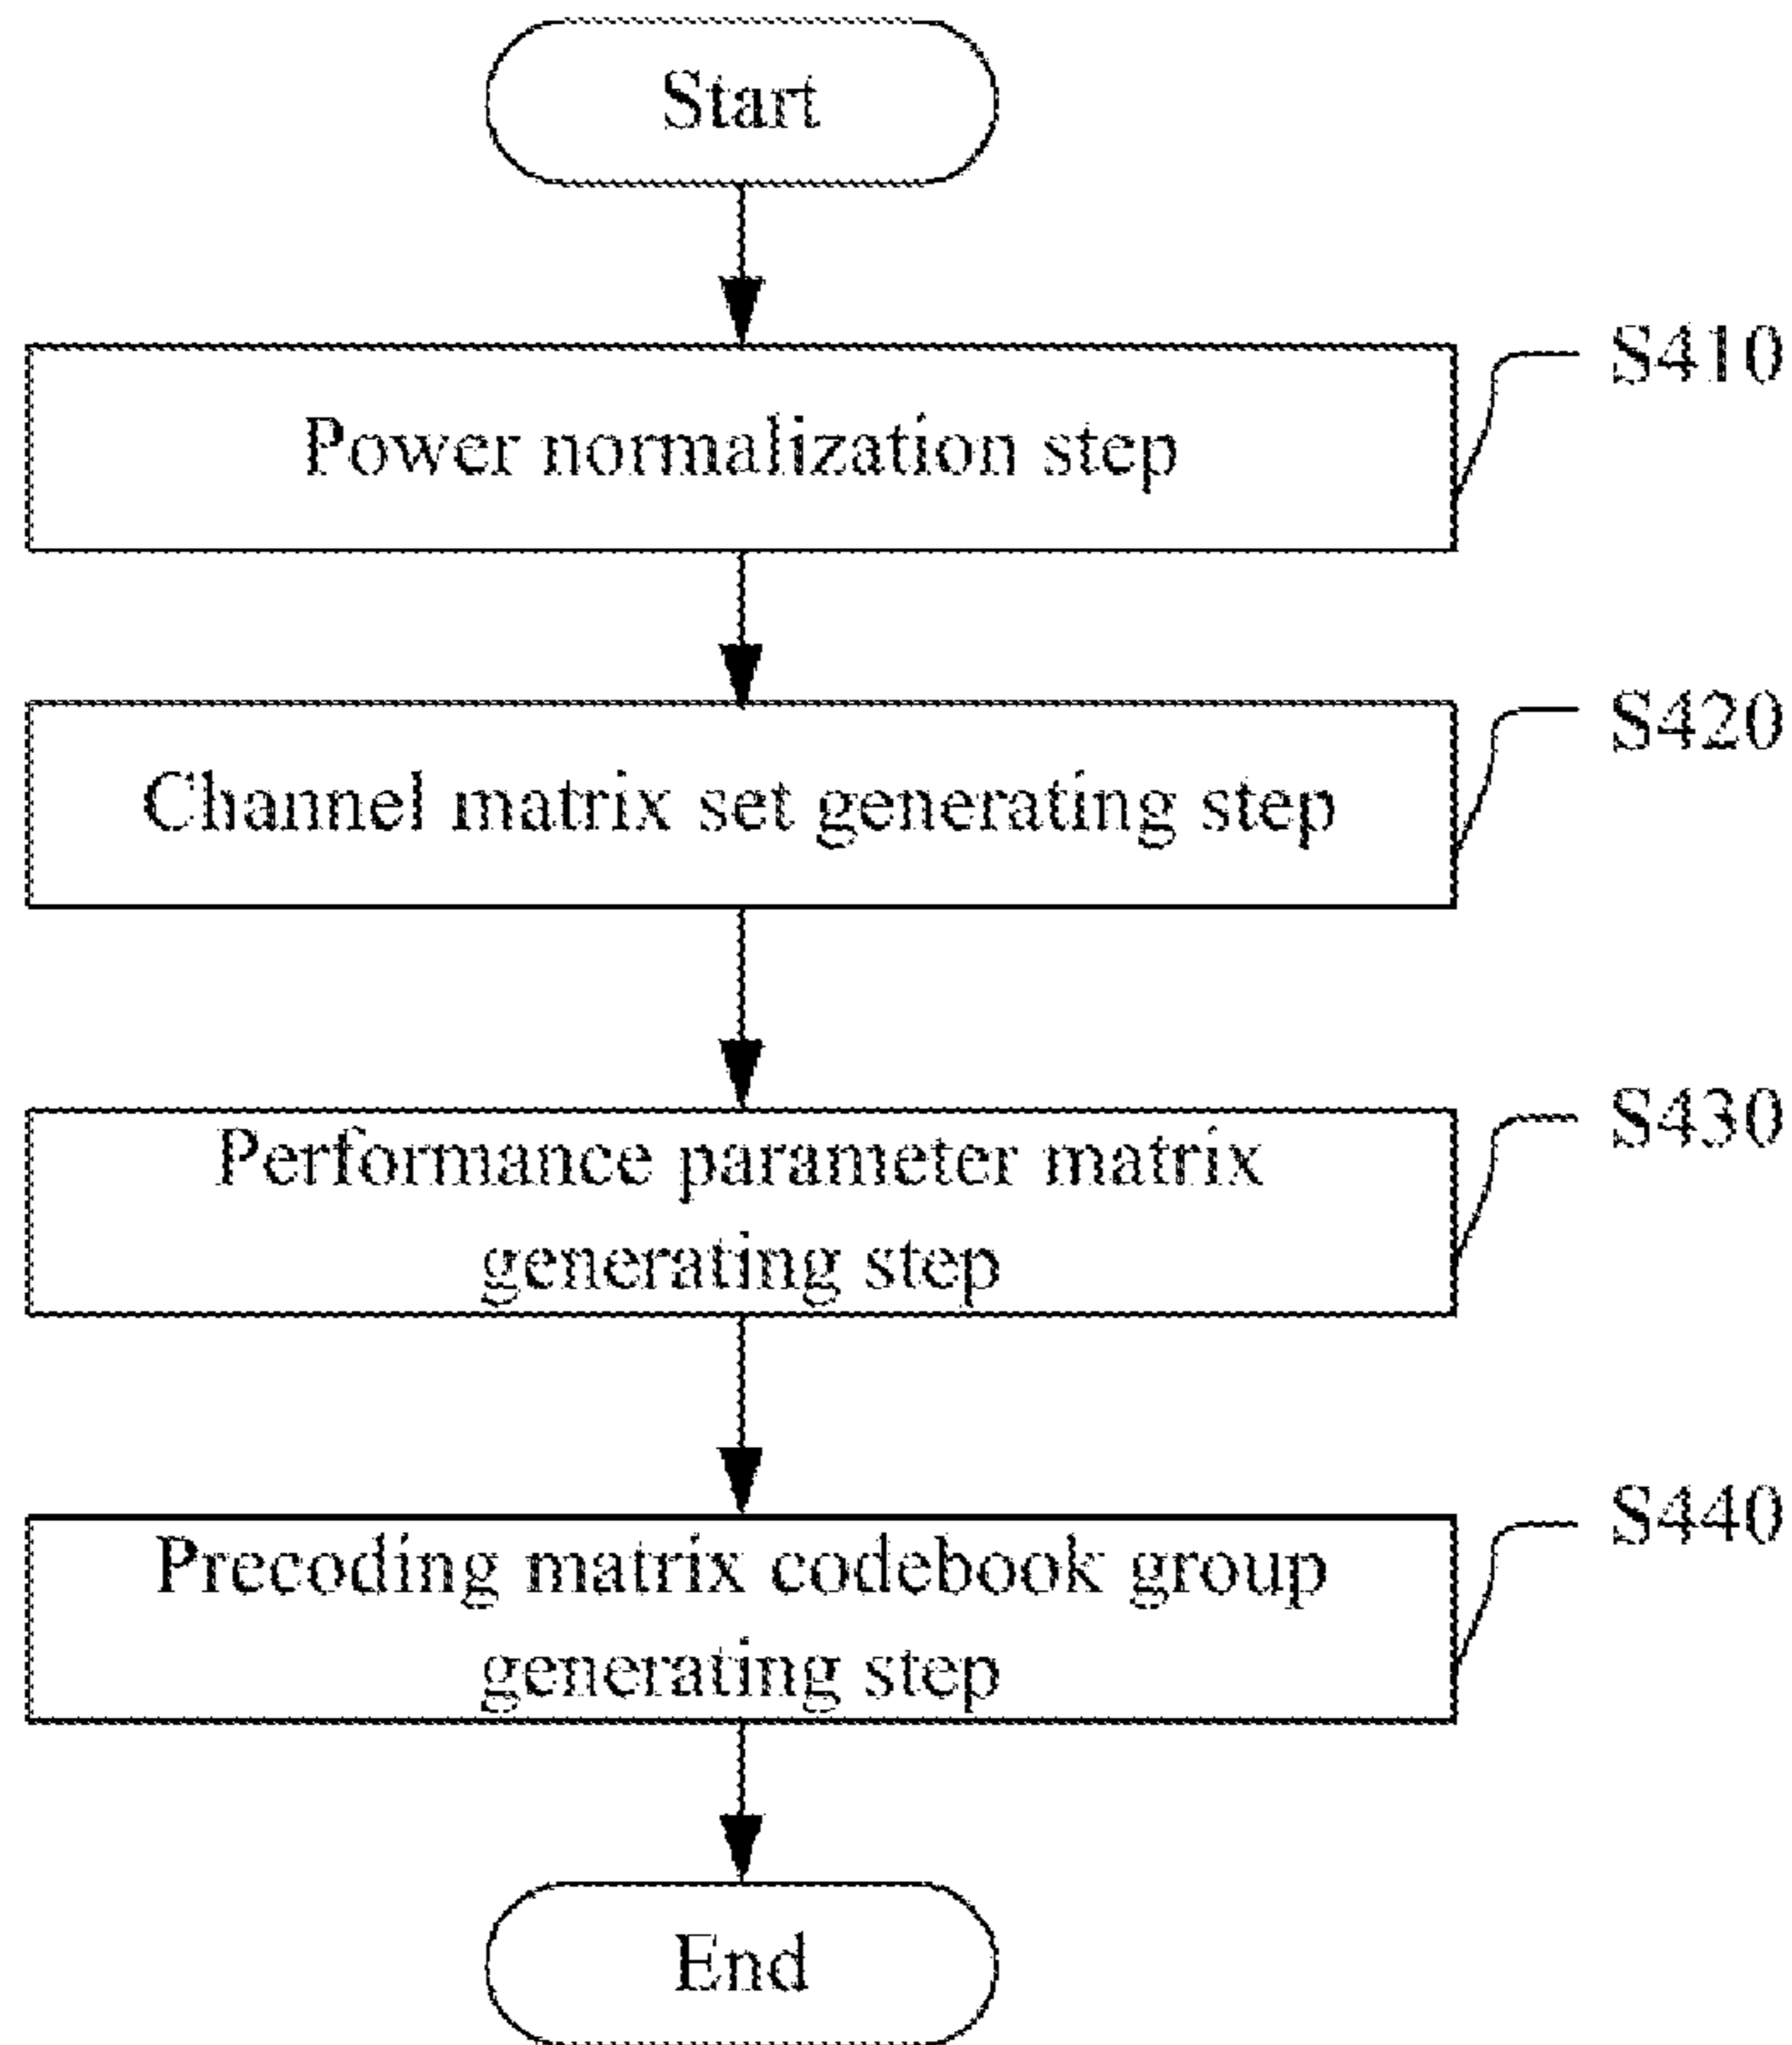 Start
S410
Power normalization step
S420
Channel matrix set generating step
S430
Performance parameter matrix
generating step
S440
Precoding matrix codebook group
generating step
End